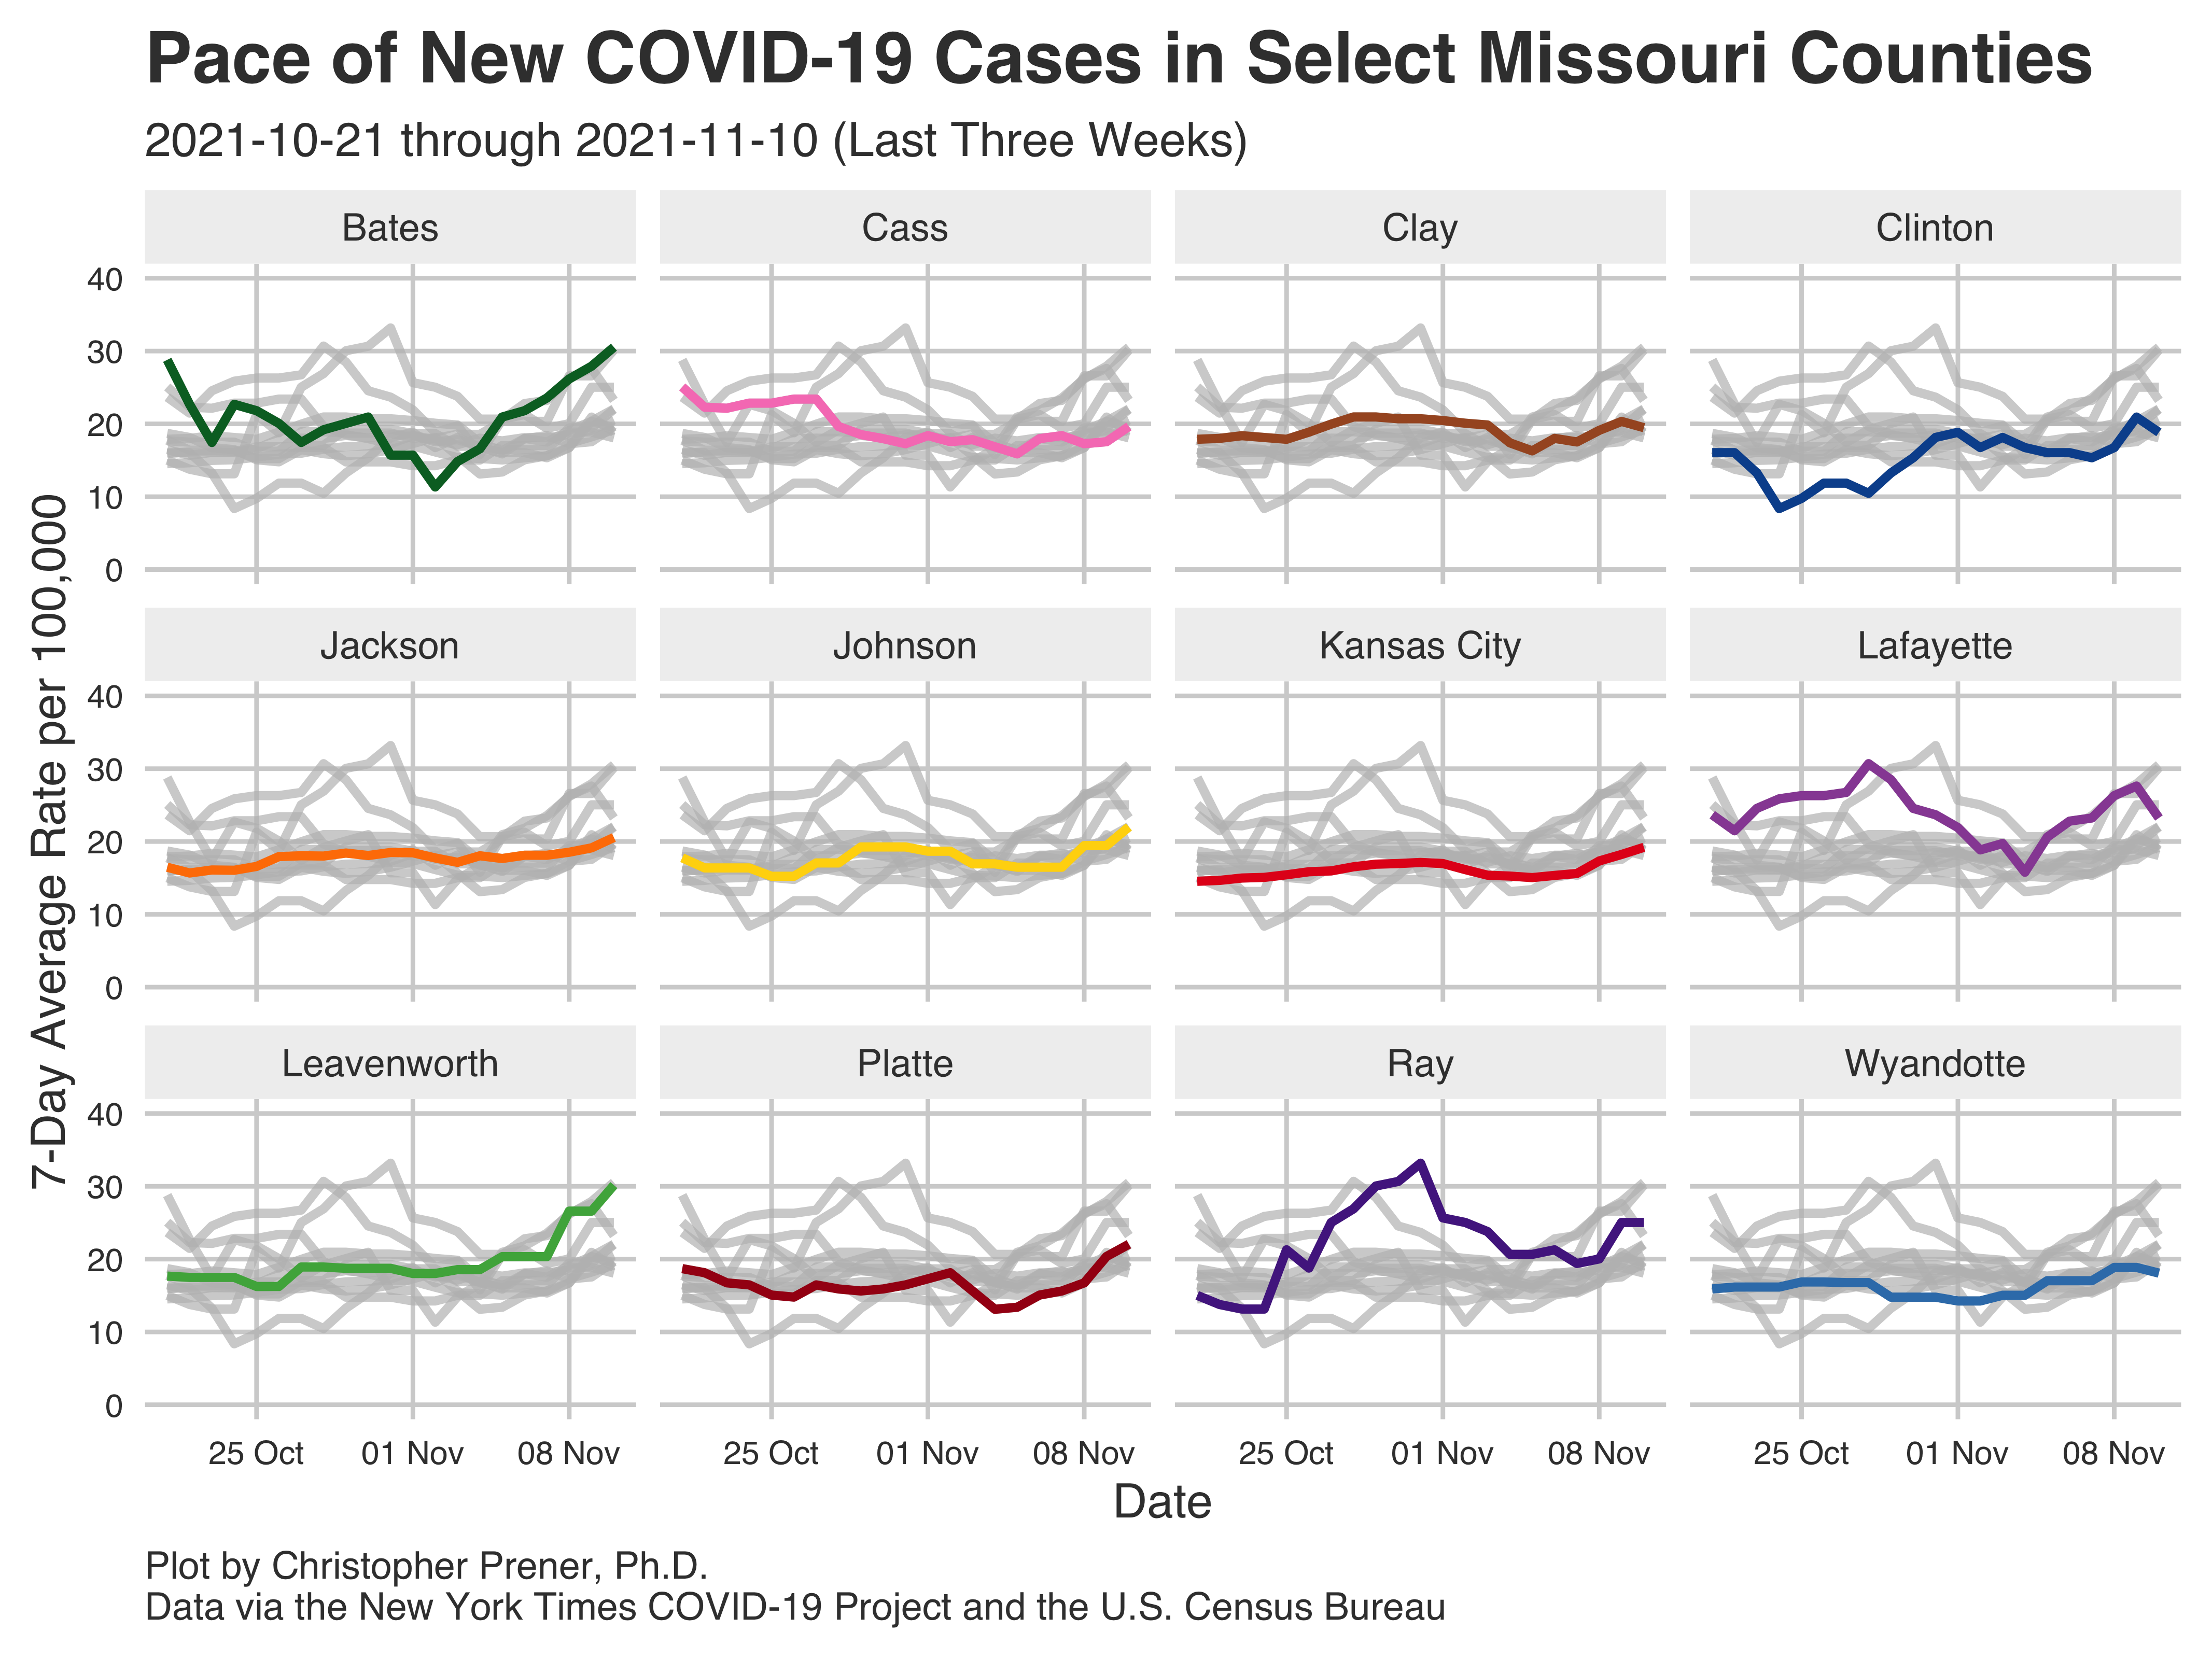 Pace of New COVID-19 Cases in Select Missouri Counties
2021-10-21 through 2021-11-10 (Last Three Weeks)
7-Day Average Rate per 100,000
Bates
Cass
Clay
Clinton
40
30
20
10
0
Jackson
Johnson
Kansas City
Lafayette
40
30
20
10
0
Leavenworth
Platte
Ray
Wyandotte
40
30
20
10
0
25 Oct 01 Nov 08 Nov
25 Oct 01 Nov 08 Nov
25 Oct 01 Nov 08 Nov
25 Oct 01 Nov 08 Nov
Date
Plot by Christopher Prener, Ph.D.
Data via the New York Times COVID-19 Project and the U.S. Census Bureau